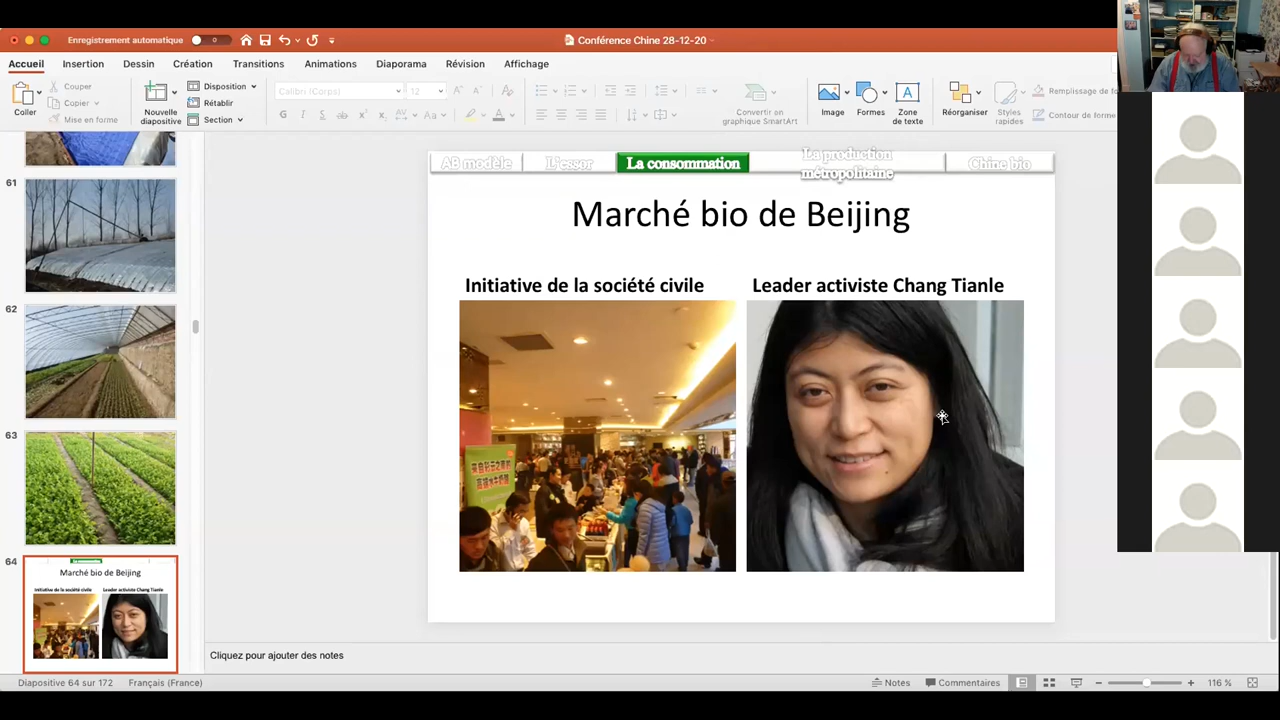 Enregistrement automatique
Conférence Chine 28-12-20
Accueil Insertion Dessin Création Transitions Animations Diaporama Révision Affichage
Coller
Couper
Copier
Mise en forme
Nouvelle diapositive
Disposition
Rétablir
Section
Calibri (Corps) 12
Convertir en graphique SmartArt
Image
Formes
Zone de texte
Réorganiser
Styles rapides
Remplissage de fo
Contour de forme
61
62
63
64
AB modèle L'essor La consommation La production métropolitaine Chine bio
Marché bio de Beijing
Initiative de la société civile
Leader activiste Chang Tianle
Marché bio de Beijing
Initiative de la société civile
Leader activiste Chang Tianle
Cliquez pour ajouter des notes
Diapositive 64 sur 172 Français (France) Notes Commentaires 116 %